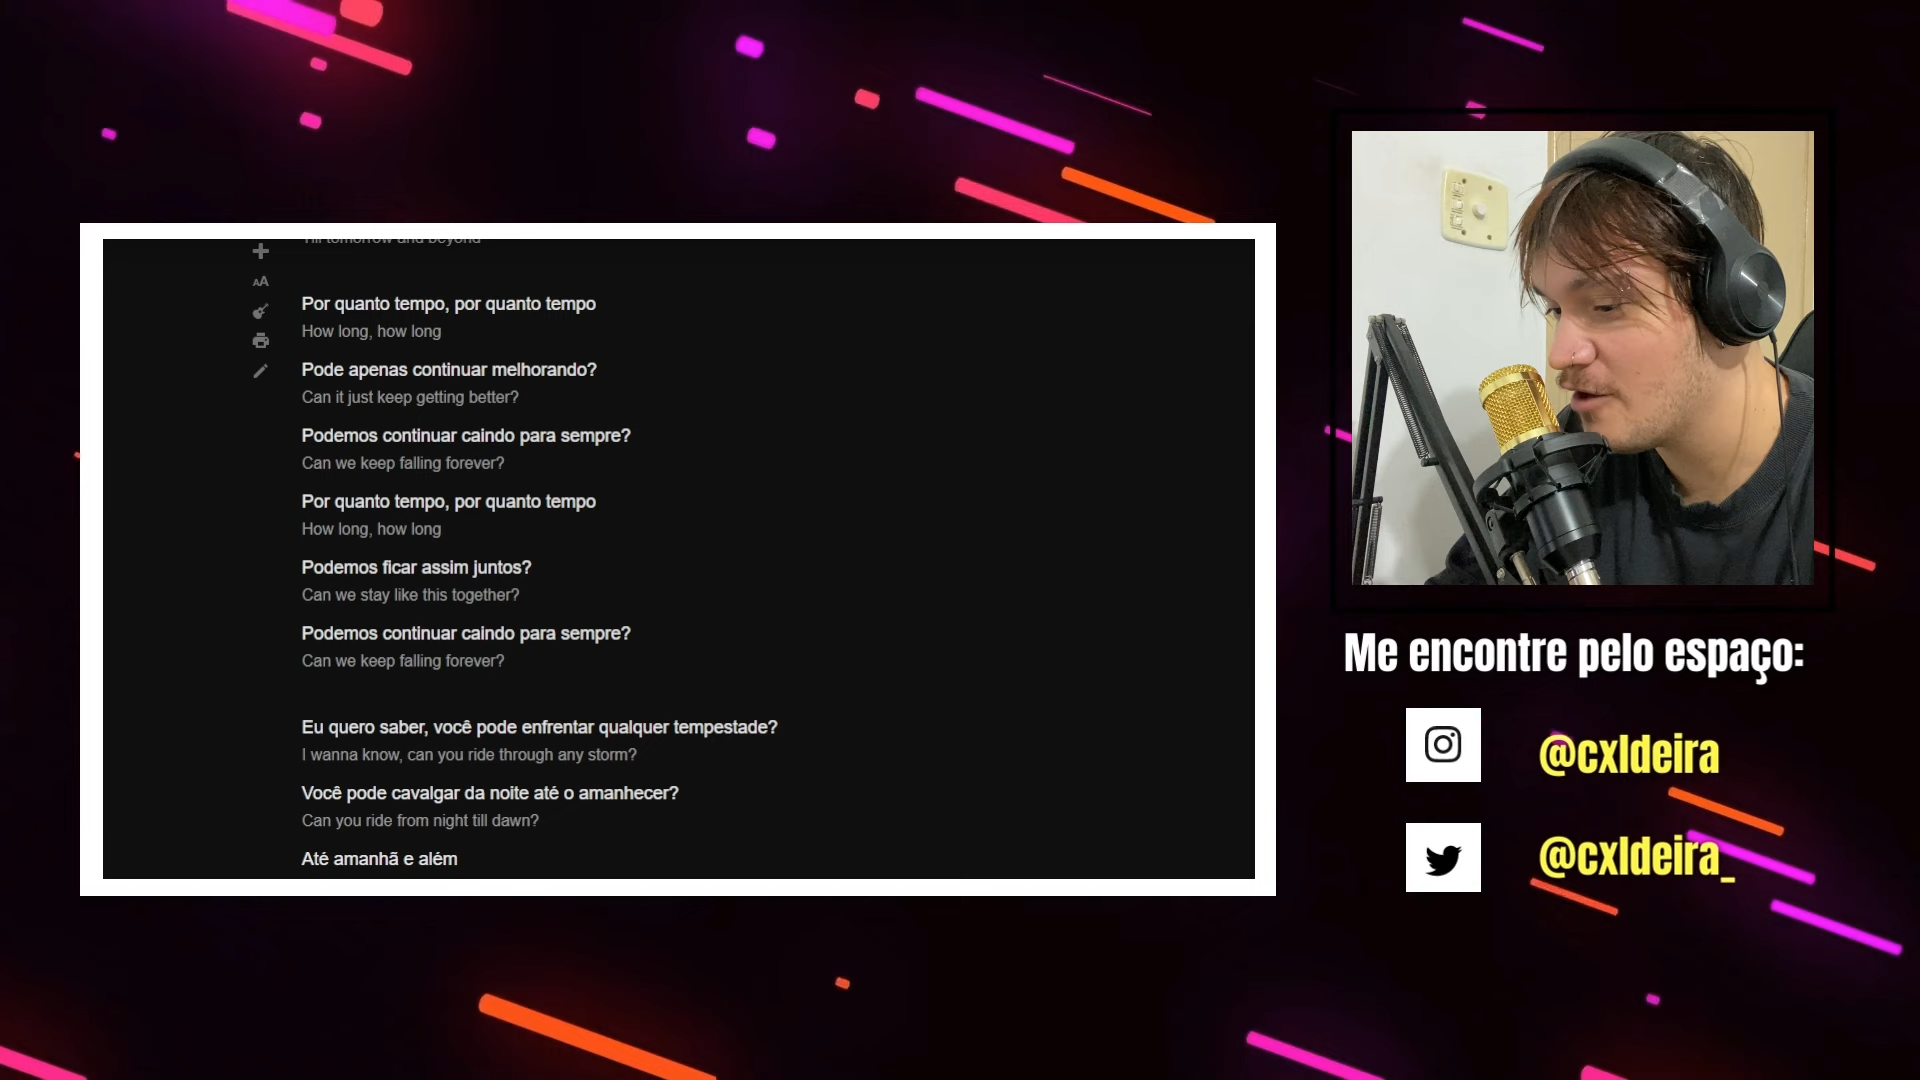 Till tomorrow and beyond
Por quanto tempo, por quanto tempo
How long, how long
Pode apenas continuar melhorando?
Can it just keep getting better?
Podemos continuar caindo para sempre?
Can we keep falling forever?
Por quanto tempo, por quanto tempo
How long, how long
Podemos ficar assim juntos?
Can we stay like this together?
Podemos continuar caindo para sempre?
Can we keep falling forever?
Eu quero saber, você pode enfrentar qualquer tempestade?
I wanna know, can you ride through any storm?
Você pode cavalgar da noite até o amanhecer?
Can you ride from night till dawn?
Até amanhã e além
AA
Me encontre pelo espaço:
@cxldeira
@cxldeira_